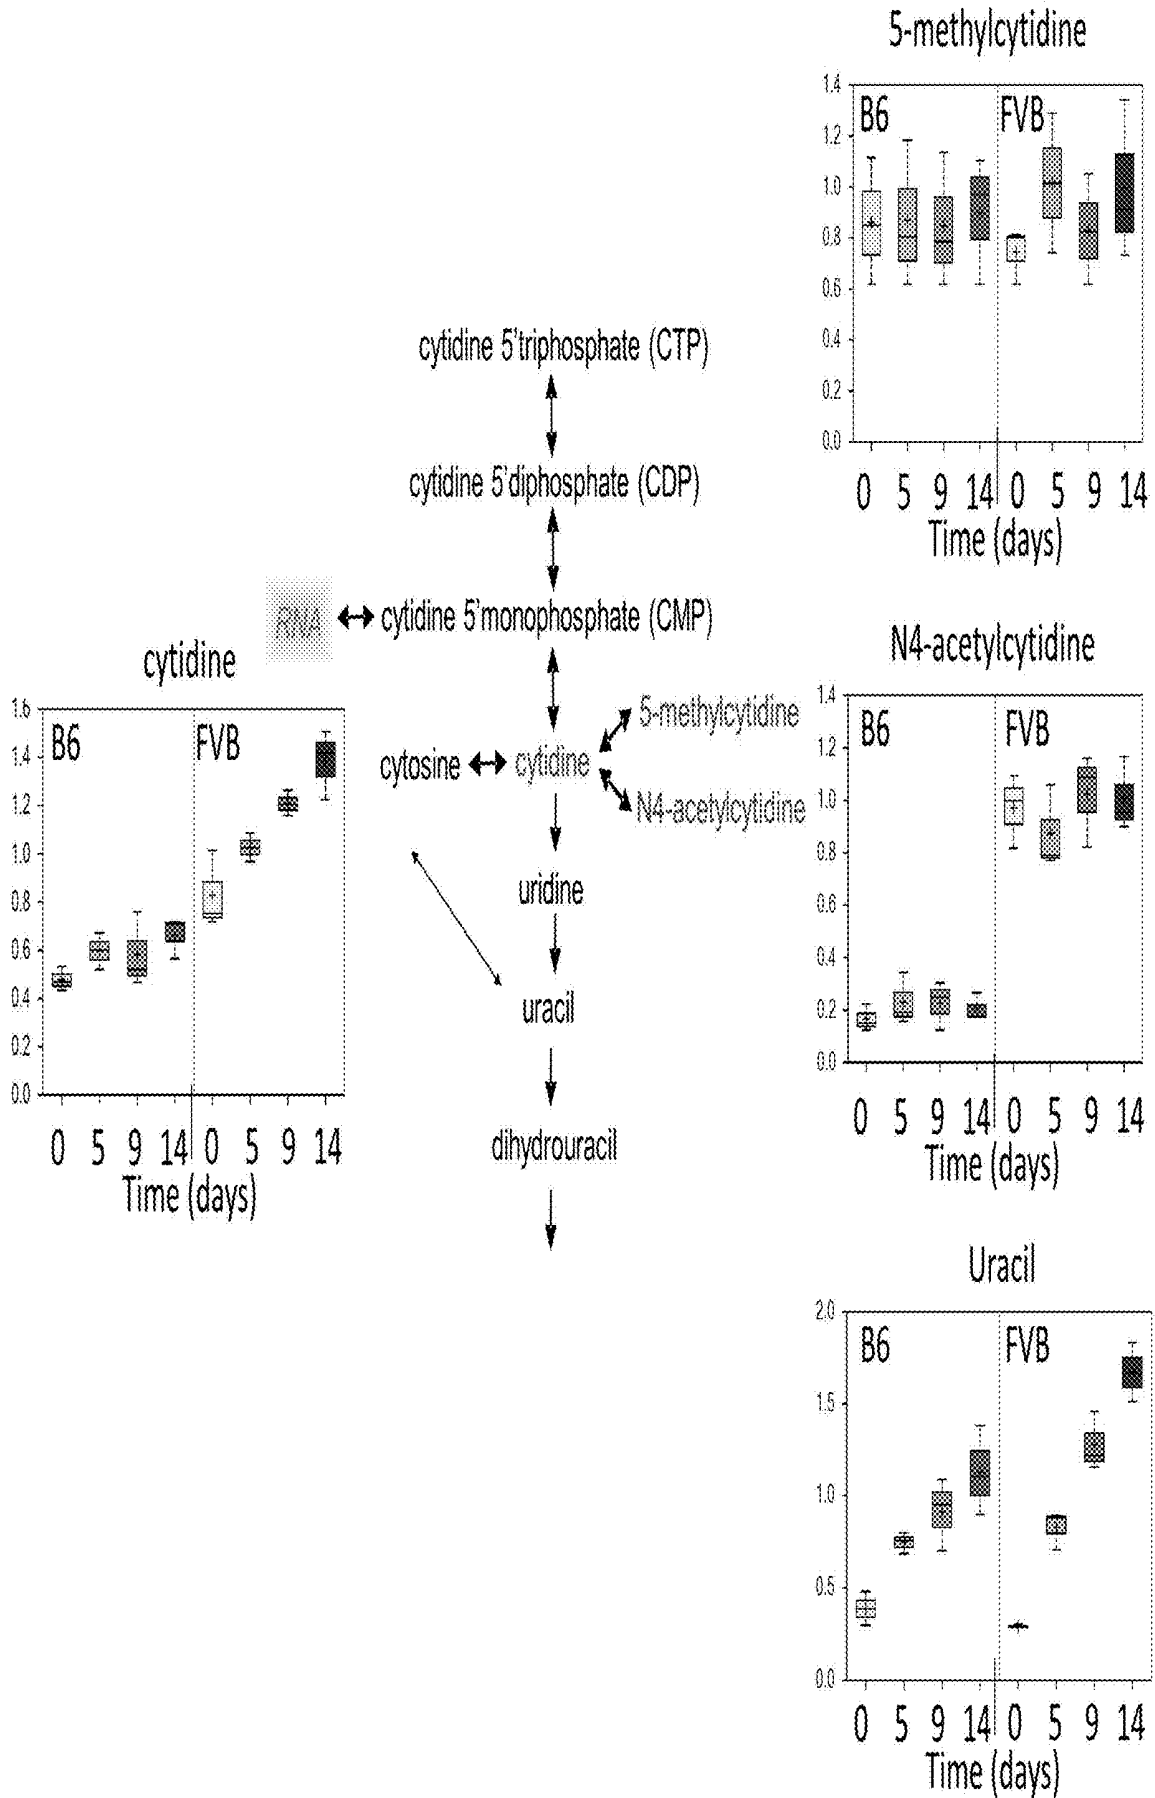 5-methylcytidine
1.4
1.2
1.0
0.8
0.6
0.4
0.2
0.0
B6
FVB
0 5 9 14 0 5 9 14
Time (days)
cytidine 5'triphosphate (CTP)
cytidine 5'diphosphate (CDP)
RNA
cytidine 5'monophosphate (CMP)
cytosine
cytidine
5-methylcytidine
N4-acetylcytidine
uridine
uracil
dihydrouracil
cytidine
1.6
1.4
1.2
1.0
0.8
0.6
0.4
0.2
0.0
B6
FVB
0 5 9 14 0 5 9 14
Time (days)
N4-acetylcytidine
1.4
1.2
1.0
0.8
0.6
0.4
0.2
0.0
B6
FVB
0 5 9 14 0 5 9 14
Time (days)
Uracil
2.0
1.5
1.0
0.5
0.0
B6
FVB
0 5 9 14 0 5 9 14
Time (days)